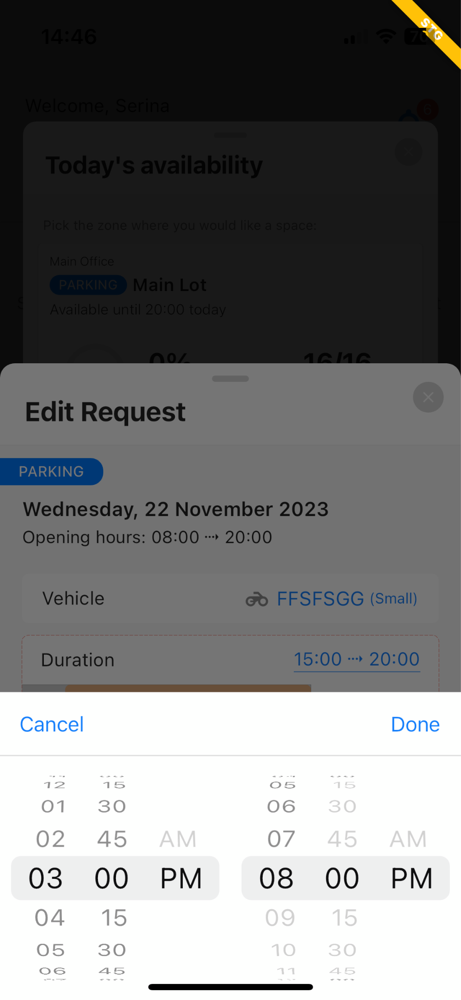 14:46
70
STG
Welcome, Serina
6
Today's availability
Pick the zone where you would like a space:
Main Office
PARKING Main Lot
Available until 20:00 today
0% 16/16
Edit Request
PARKING
Wednesday, 22 November 2023
Opening hours: 08:00 ⤑ 20:00
Vehicle FFSFSGG (Small)
Duration 15:00 ⤑ 20:00
Cancel Done
12 15 05 15
01 30 06 30
02 45 AM 07 45 AM
03 00 PM 08 00 PM
04 15 09 15
05 30 10 30
06 45 11 45